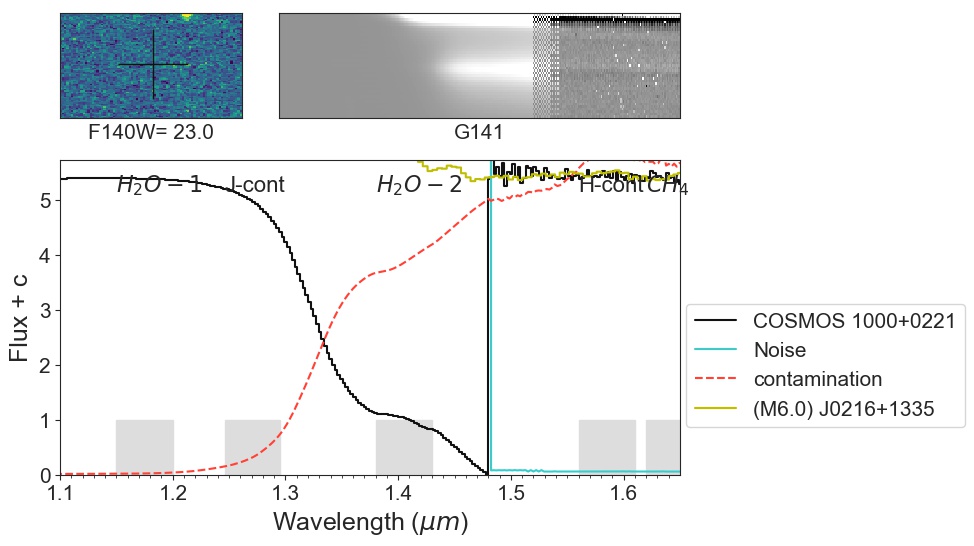 F140W= 23.0
G141
H₂O − 1
J-cont
H₂O − 2
H-cont
CH₄
5
4
3
2
1
0
Flux + c
1.1
1.2
1.3
1.4
1.5
1.6
Wavelength (μm)
COSMOS 1000+0221
Noise
contamination
(M6.0) J0216+1335